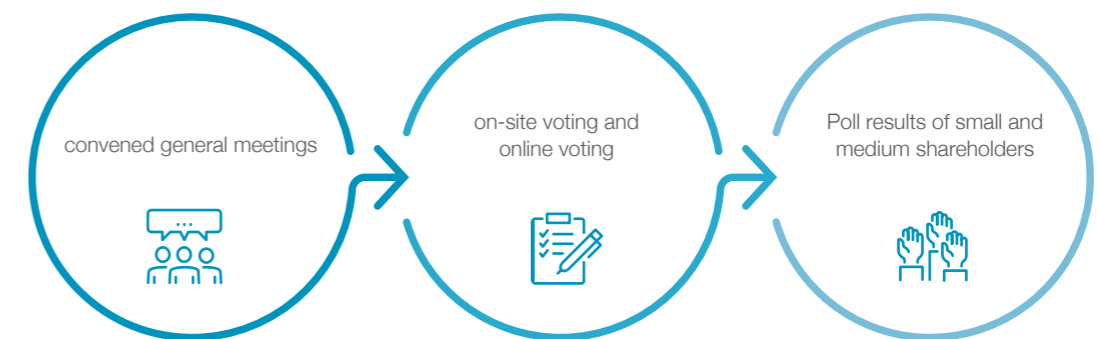 convened general meetings
on-site voting and
online voting
Poll results of small and
medium shareholders